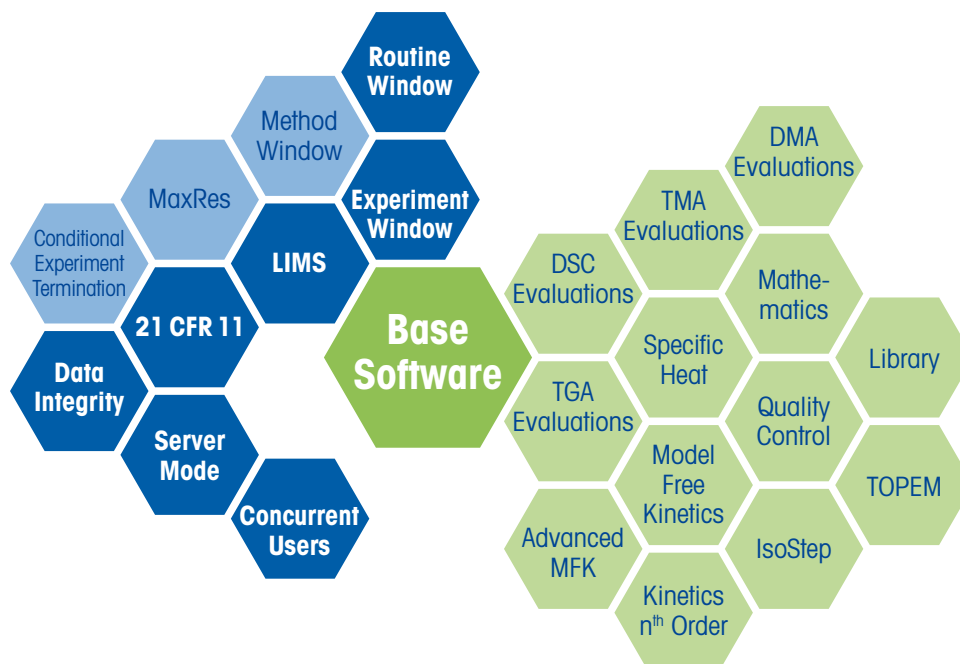 Routine
Window
Method
Window
MaxRes
Experiment
Window
Conditional
Experiment
Termination
LIMS
21 CFR 11
Data
Integrity
Server
Mode
Concurrent
Users
Base
Software
DMA
Evaluations
TMA
Evaluations
DSC
Evaluations
Mathe-
matics
Specific
Heat
Library
TGA
Evaluations
Quality
Control
Model
Free
Kinetics
TOPEM
Advanced
MFK
IsoStep
Kinetics
nth Order